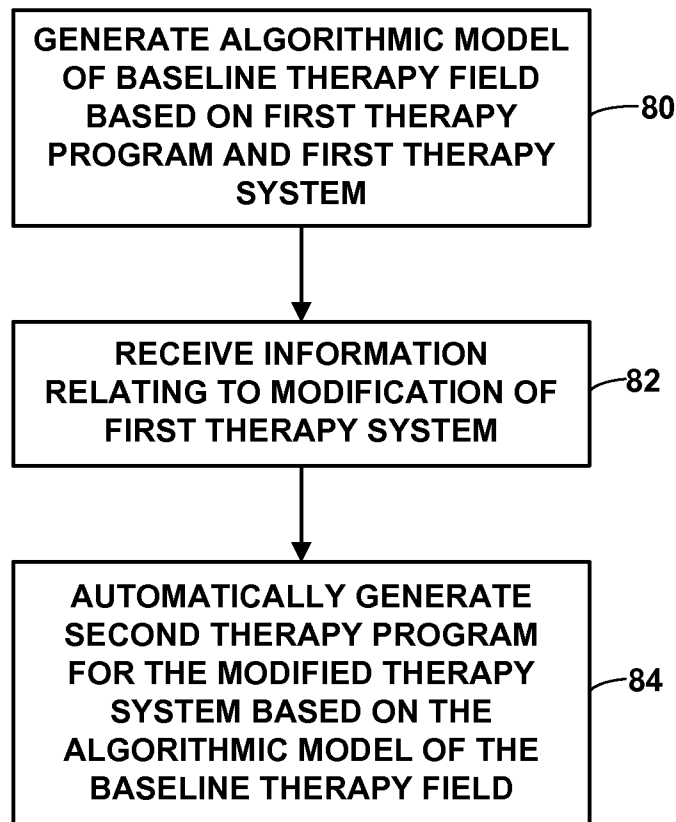 GENERATE ALGORITHMIC MODEL
OF BASELINE THERAPY FIELD
BASED ON FIRST THERAPY
PROGRAM AND FIRST THERAPY
SYSTEM
80
RECEIVE INFORMATION
RELATING TO MODIFICATION OF
FIRST THERAPY SYSTEM
82
AUTOMATICALLY GENERATE
SECOND THERAPY PROGRAM
FOR THE MODIFIED THERAPY
SYSTEM BASED ON THE
ALGORITHMIC MODEL OF THE
BASELINE THERAPY FIELD
84